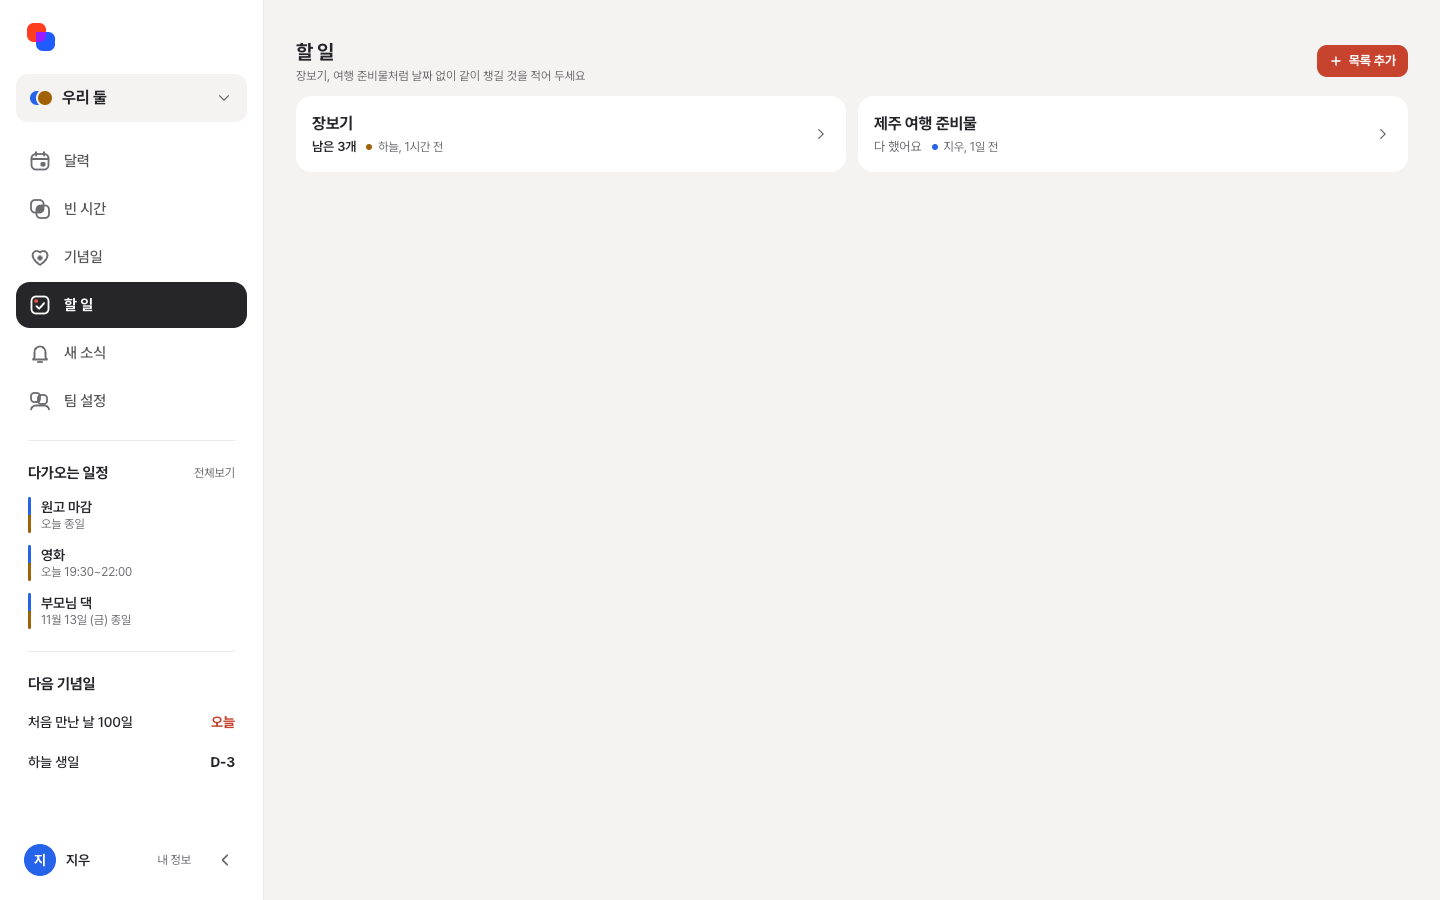 우리 둘
달력
빈 시간
기념일
할 일
새 소식
팀 설정
다가오는 일정 전체보기
원고 마감
오늘 종일
영화
오늘 19:30–22:00
부모님 댁
11월 13일 (금) 종일
다음 기념일
처음 만난 날 100일 오늘
하늘 생일 D-3
지 지우 내 정보
할 일
장보기, 여행 준비물처럼 날짜 없이 같이 챙길 것을 적어 두세요
목록 추가
장보기
남은 3개 하늘, 1시간 전
제주 여행 준비물
다 했어요 지우, 1일 전